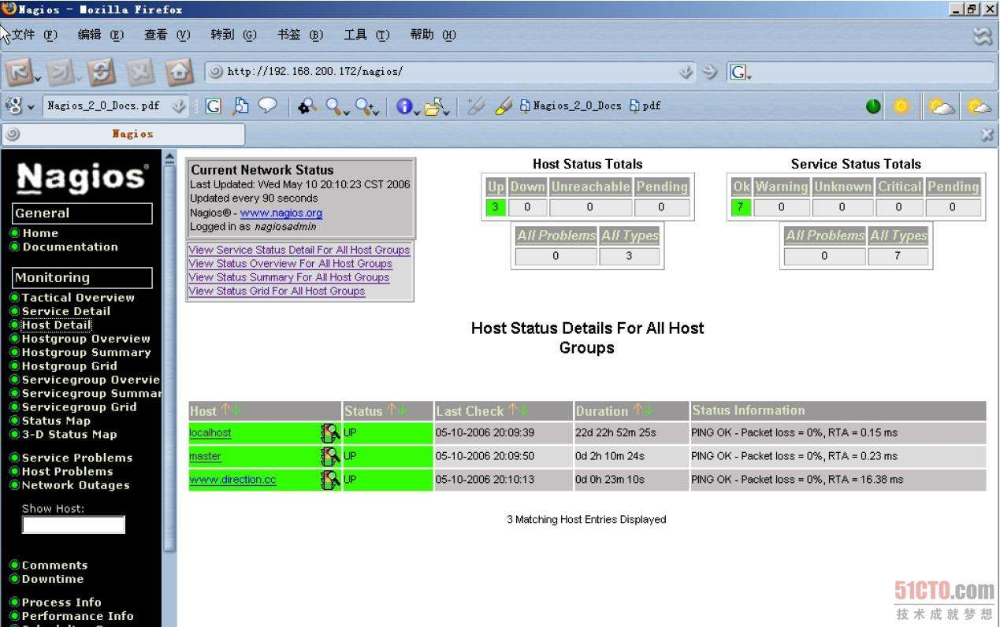 Nagios - Mozilla Firefox
文件 (F) 编辑 (E) 查看 (V) 转到 (G) 书签 (B) 工具 (T) 帮助 (H)
http://192.168.200.172/nagios/
G
Nagios_2_0_Docs.pdf G Nagios_2_0_Docs pdf
Nagios
Nagios®
General
Home
Documentation
Monitoring
Tactical Overview
Service Detail
Host Detail
Hostgroup Overview
Hostgroup Summary
Hostgroup Grid
Servicegroup Overvie
Servicegroup Summar
Servicegroup Grid
Status Map
3-D Status Map
Service Problems
Host Problems
Network Outages
Show Host:
Comments
Downtime
Process Info
Performance Info
Current Network Status
Last Updated: Wed May 10 20:10:23 CST 2006
Updated every 90 seconds
Nagios® - www.nagios.org
Logged in as nagiosadmin
View Service Status Detail For All Host Groups
View Status Overview For All Host Groups
View Status Summary For All Host Groups
View Status Grid For All Host Groups
Host Status Totals
Up Down Unreachable Pending
3 0 0 0
All Problems All Types
0 3
Service Status Totals
Ok Warning Unknown Critical Pending
7 0 0 0 0
All Problems All Types
0 7
Host Status Details For All Host
Groups
Host Status Last Check Duration Status Information
localhost UP 05-10-2006 20:09:39 22d 22h 52m 25s PING OK - Packet loss = 0%, RTA = 0.15 ms
master UP 05-10-2006 20:09:50 0d 2h 10m 24s PING OK - Packet loss = 0%, RTA = 0.23 ms
www.direction.cc UP 05-10-2006 20:10:13 0d 0h 23m 10s PING OK - Packet loss = 0%, RTA = 16.38 ms
3 Matching Host Entries Displayed
51CTO.com
技术成就梦想